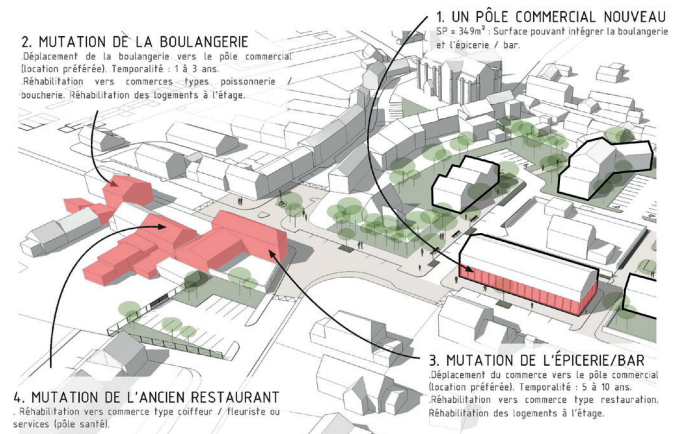 1. UN PÔLE COMMERCIAL NOUVEAU
SP = 349m² : Surface pouvant intégrer la boulangerie
et l'épicerie / bar.
2. MUTATION DE LA BOULANGERIE
.Déplacement de la boulangerie vers le pôle commercial
(location préférée). Temporalité : 1 à 3 ans.
.Réhabilitation vers commerces types poissonnerie /
boucherie. Réhabilitation des logements à l'étage.
3. MUTATION DE L'ÉPICERIE/BAR
.Déplacement du commerce vers le pôle commercial
(location préférée). Temporalité : 5 à 10 ans.
.Réhabilitation vers commerce type restauration.
Réhabilitation des logements à l'étage.
4. MUTATION DE L'ANCIEN RESTAURANT
. Réhabilitation vers commerce type coiffeur / fleuriste ou
services (pôle santé).